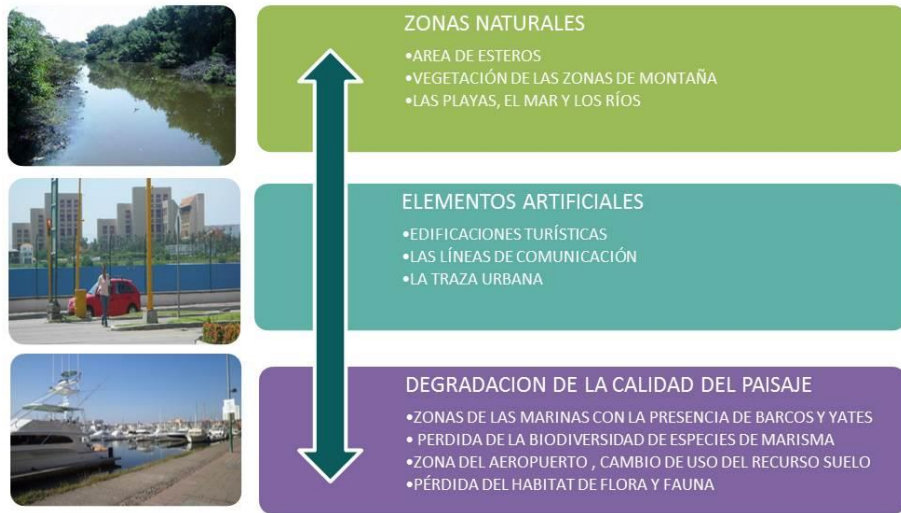 ZONAS NATURALES
•AREA DE ESTEROS
•VEGETACIÓN DE LAS ZONAS DE MONTAÑA
•LAS PLAYAS, EL MAR Y LOS RÍOS
ELEMENTOS ARTIFICIALES
•EDIFICACIONES TURÍSTICAS
•LAS LÍNEAS DE COMUNICACIÓN
•LA TRAZA URBANA
DEGRADACION DE LA CALIDAD DEL PAISAJE
•ZONAS DE LAS MARINAS CON LA PRESENCIA DE BARCOS Y YATES
• PERDIDA DE LA BIODIVERSIDAD DE ESPECIES DE MARISMA
•ZONA DEL AEROPUERTO , CAMBIO DE USO DEL RECURSO SUELO
•PÉRDIDA DEL HABITAT DE FLORA Y FAUNA